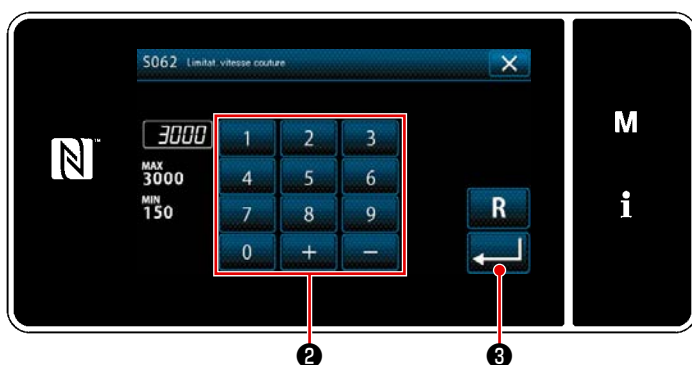 S062 Limitat. vitesse couture
3000
MAX
3000
MIN
150
1 2 3
4 5 6
7 8 9
0 + −
R
M
i
N™
❷ ❸